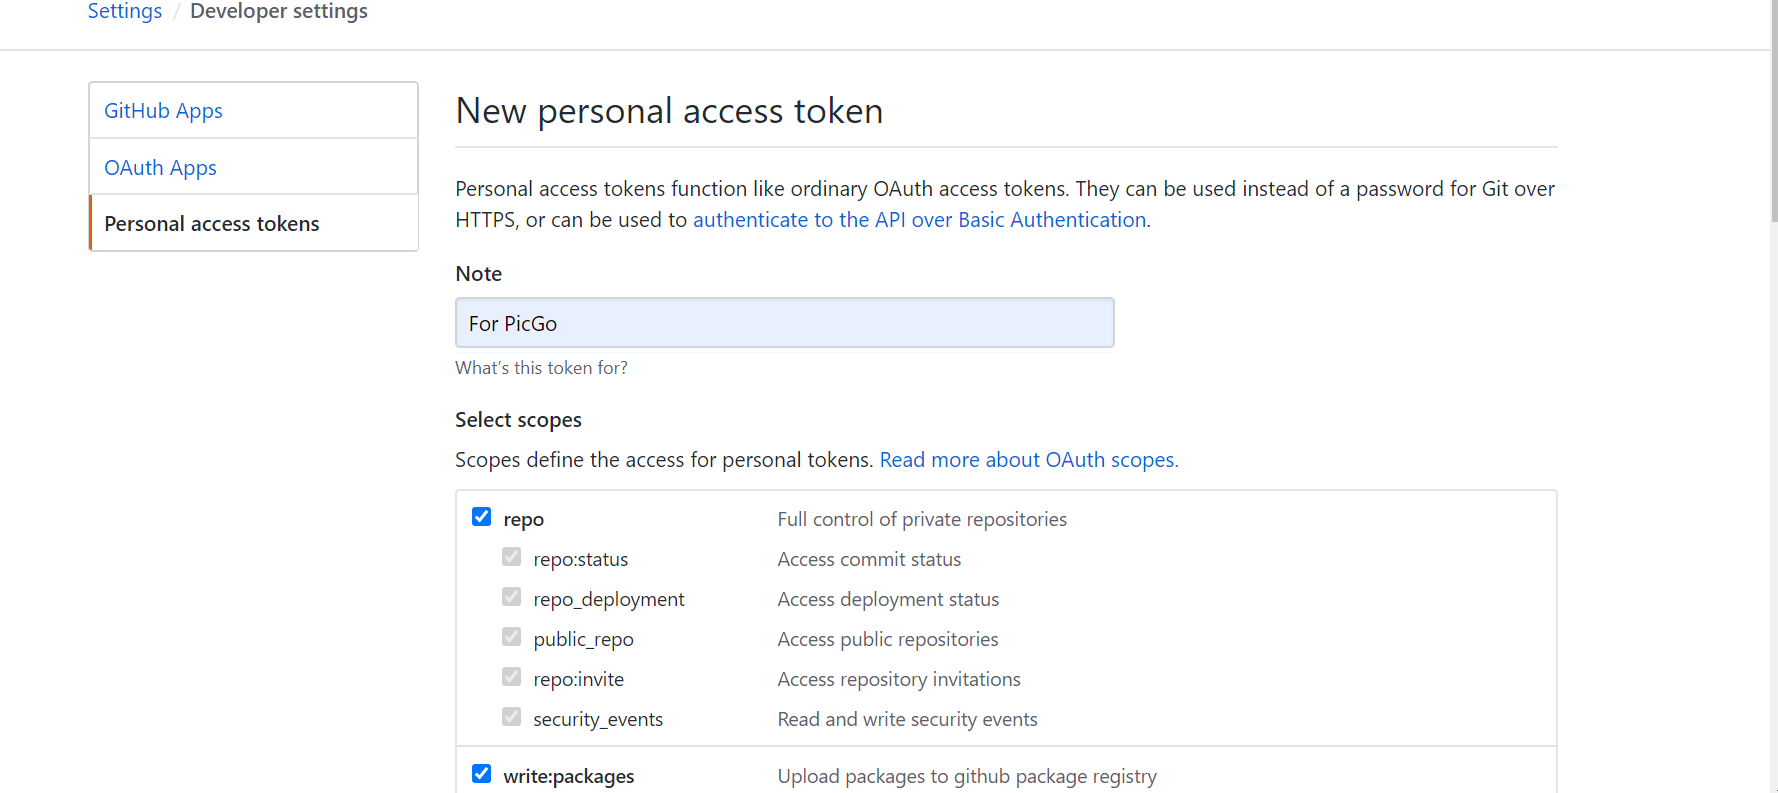 Settings / Developer settings
GitHub Apps
OAuth Apps
Personal access tokens
New personal access token
Personal access tokens function like ordinary OAuth access tokens. They can be used instead of a password for Git over
HTTPS, or can be used to authenticate to the API over Basic Authentication.
Note
For PicGo
What's this token for?
Select scopes
Scopes define the access for personal tokens. Read more about OAuth scopes.
repo Full control of private repositories
repo:status Access commit status
repo_deployment Access deployment status
public_repo Access public repositories
repo:invite Access repository invitations
security_events Read and write security events
write:packages Upload packages to github package registry